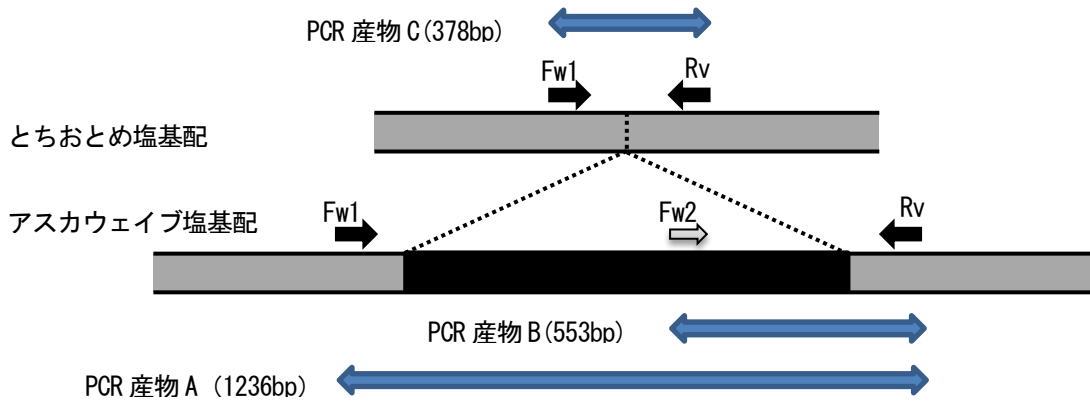 PCR 産物 C(378bp)
Fw1
Rv
とちおとめ塩基配
アスカウェイブ塩基配
Fw1
Fw2
Rv
PCR 産物 B(553bp)
PCR 産物 A (1236bp)